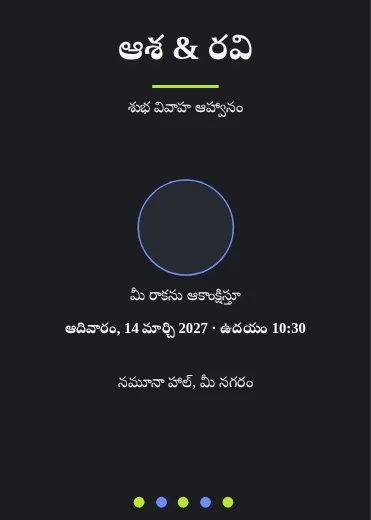 ఆశ & రవి
శుభ వివాహ ఆహ్వానం
మీ రాకను ఆకాంక్షిస్తూ
ఆదివారం, 14 మార్చి 2027 · ఉదయం 10:30
నమూనా హాల్, మీ నగరం